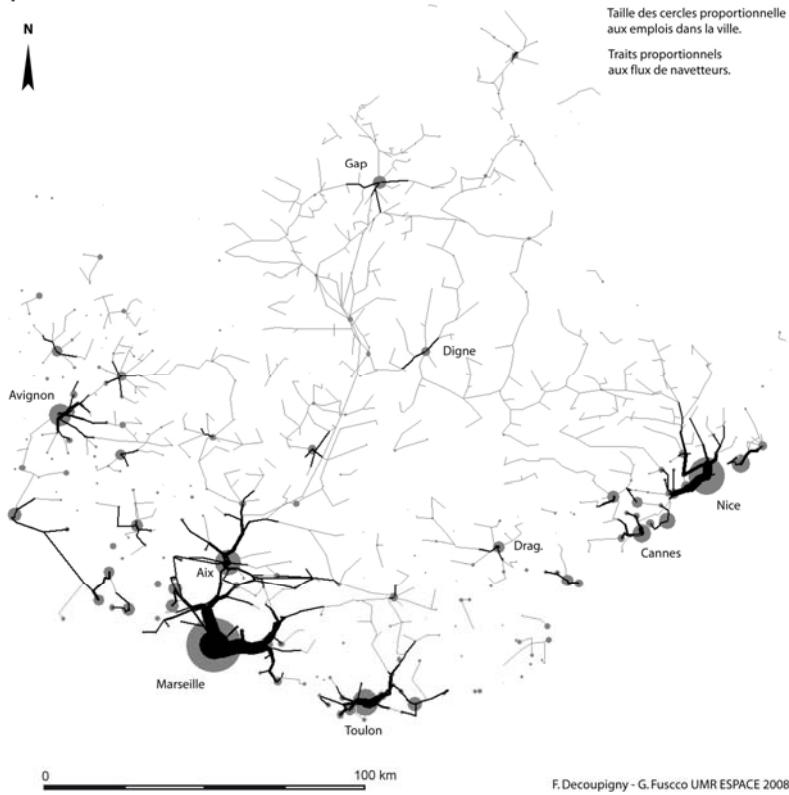 Taille des cercles proportionnelle
aux emplois dans la ville.
Traits proportionnels
aux flux de navetteurs.
N
Gap
Digne
Avignon
Nice
Drag.
Cannes
Aix
Marseille
Toulon
0 100 km
F. Decoupigny - G. Fuscco UMR ESPACE 2008